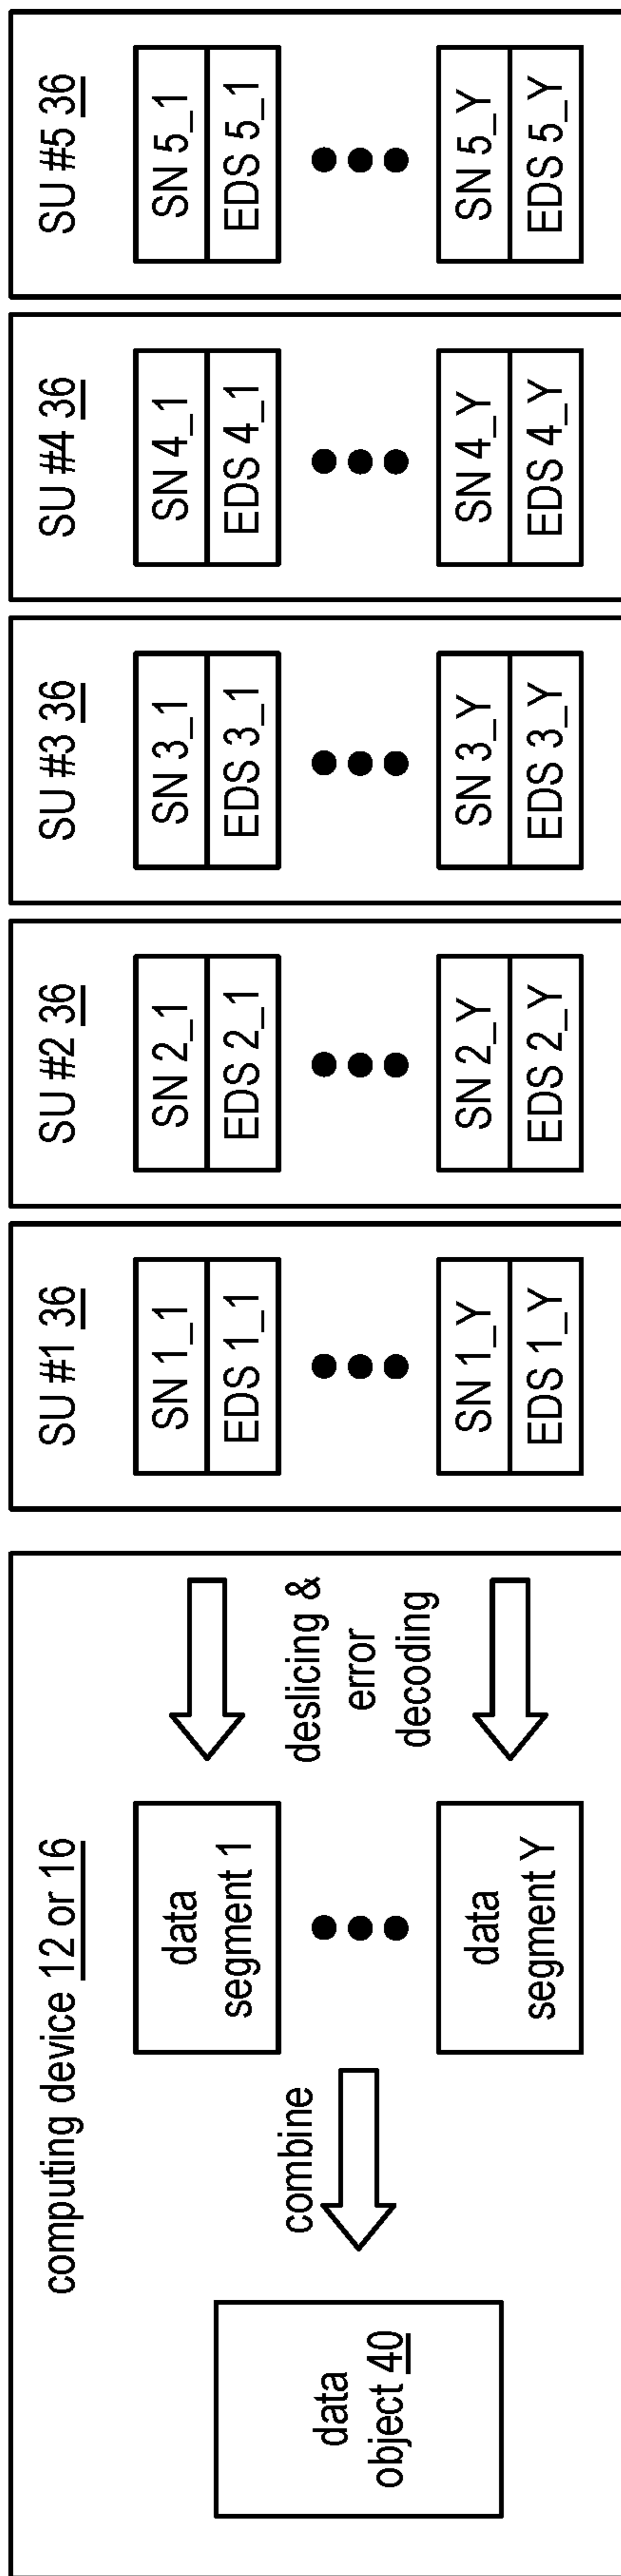 computing device 12 or 16
data
object 40
combine
data
segment 1
data
segment Y
deslicing &
error
decoding
SU #1 36
SN 1_1
EDS 1_1
SN 1_Y
EDS 1_Y
SU #2 36
SN 2_1
EDS 2_1
SN 2_Y
EDS 2_Y
SU #3 36
SN 3_1
EDS 3_1
SN 3_Y
EDS 3_Y
SU #4 36
SN 4_1
EDS 4_1
SN 4_Y
EDS 4_Y
SU #5 36
SN 5_1
EDS 5_1
SN 5_Y
EDS 5_Y